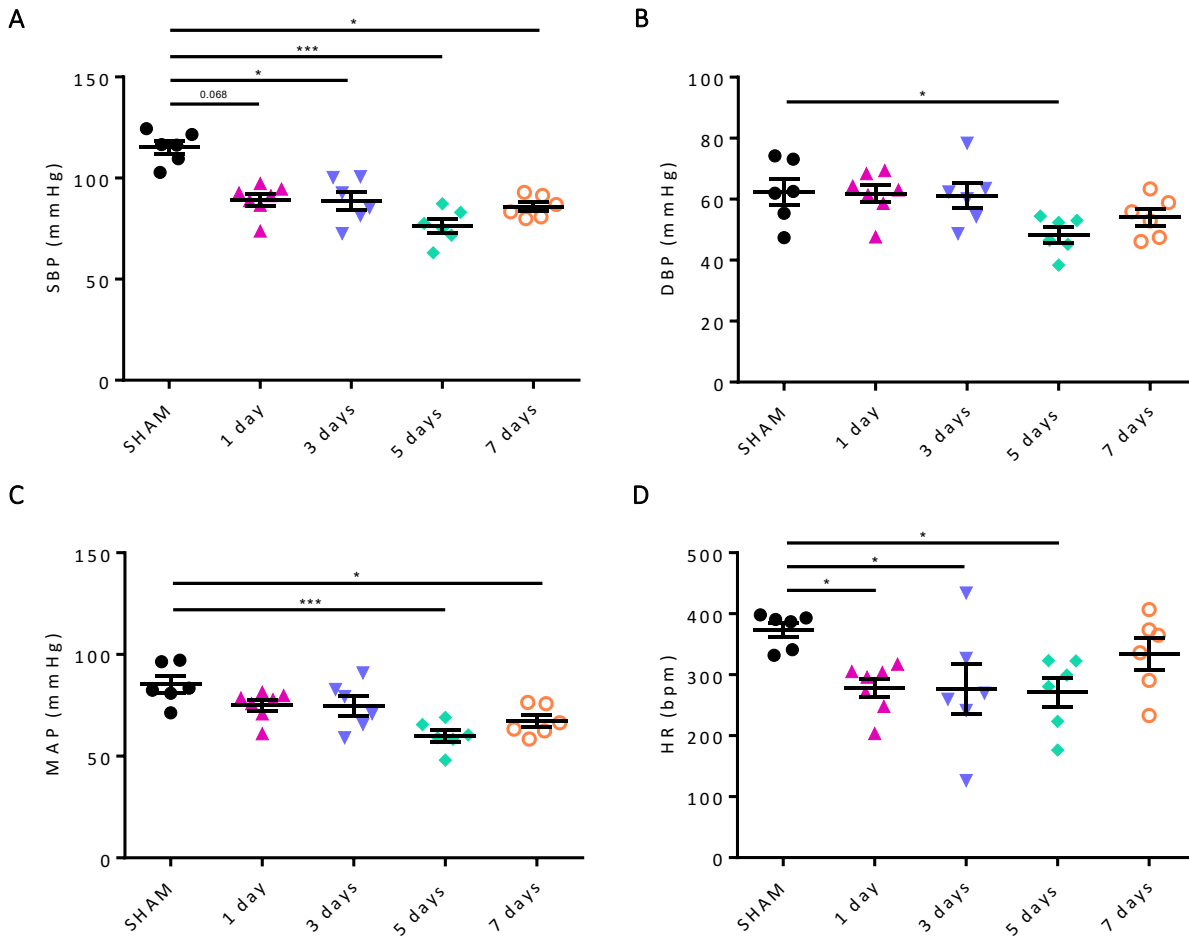 A
*
***
*
0.068
150
100
50
0
SBP (mmHg)
SHAM
1 day
3 days
5 days
7 days
B
*
100
80
60
40
20
0
DBP (mmHg)
SHAM
1 day
3 days
5 days
7 days
C
*
***
150
100
50
0
MAP (mmHg)
SHAM
1 day
3 days
5 days
7 days
D
*
*
*
500
400
300
200
100
0
HR (bpm)
SHAM
1 day
3 days
5 days
7 days